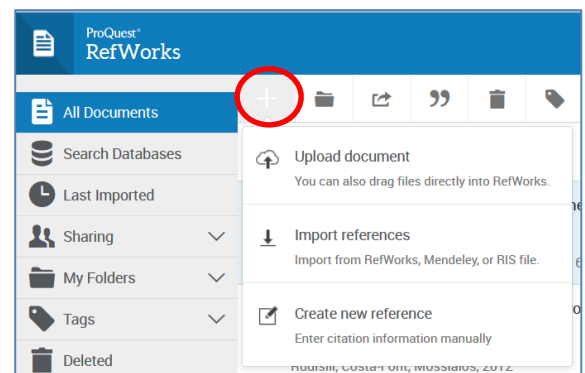 ProQuest®
RefWorks
All Documents
Search Databases
Last Imported
Sharing
My Folders
Tags
Deleted
Upload document
You can also drag files directly into RefWorks.
Import references
Import from RefWorks, Mendeley, or RIS file.
Create new reference
Enter citation information manually
Rudisill, Costa-Font, Mossialos, 2012